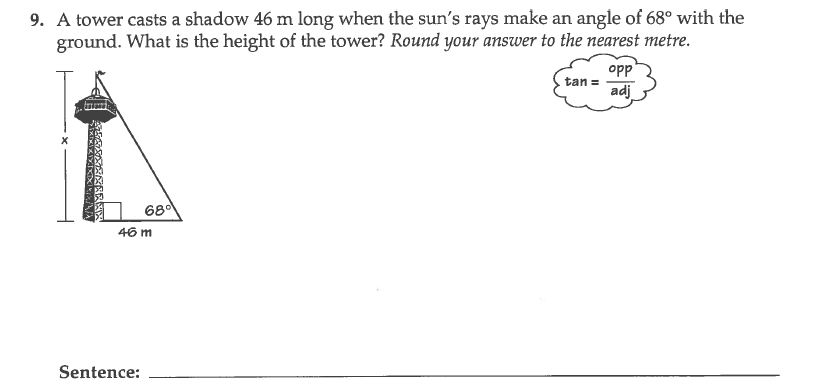 9. A tower casts a shadow 46 m long when the sun's rays make an angle of 68° with the
ground. What is the height of the tower? Round your answer to the nearest metre.
tan = opp
adj
x
68°
46 m
Sentence: